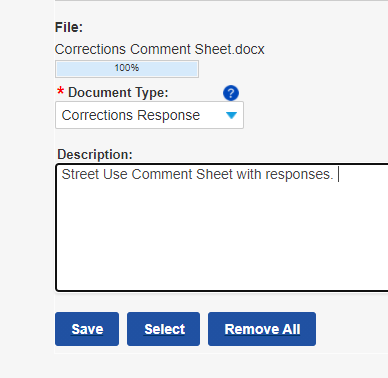 File:
Corrections Comment Sheet.docx
100%
* Document Type: ?
Corrections Response
Description:
Street Use Comment Sheet with responses.
Save Select Remove All